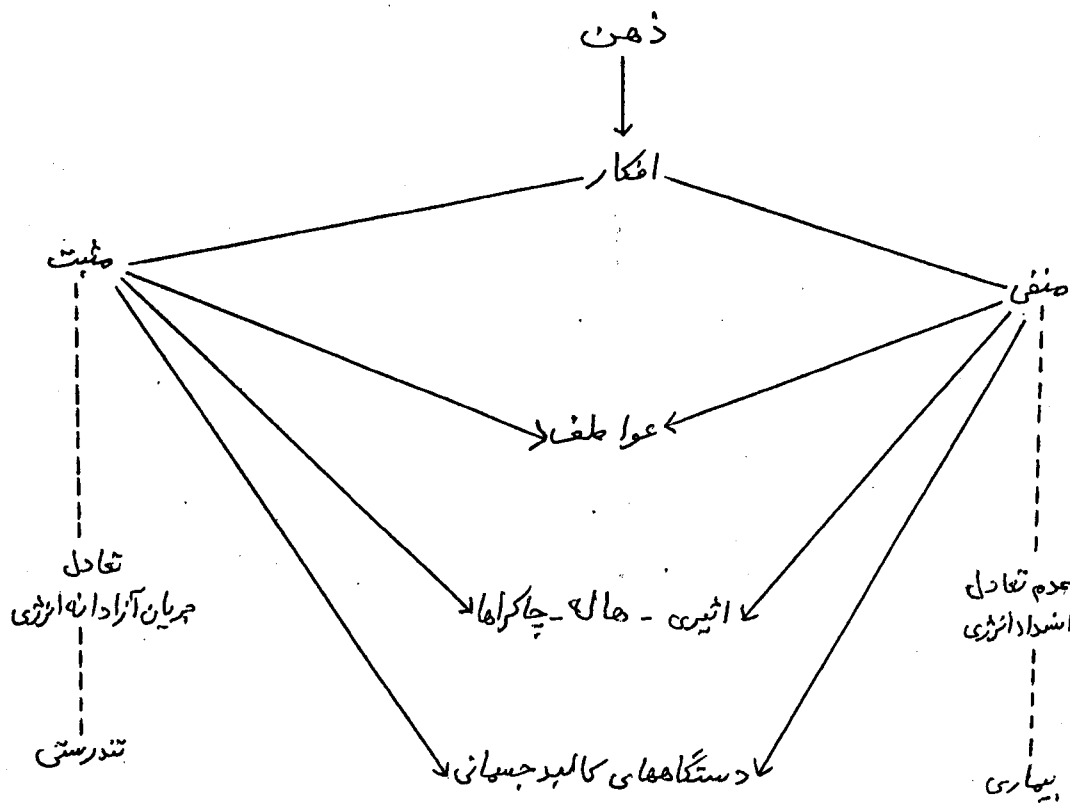 ذهن
افکار
مثبت
منفی
عواطف
تعادل
جریان آزادانه انرژی
عدم تعادل
انسداد انرژی
اثیری - هاله - چاکراها
تندرستی
دستگاههای کالبد جسمانی
بیماری